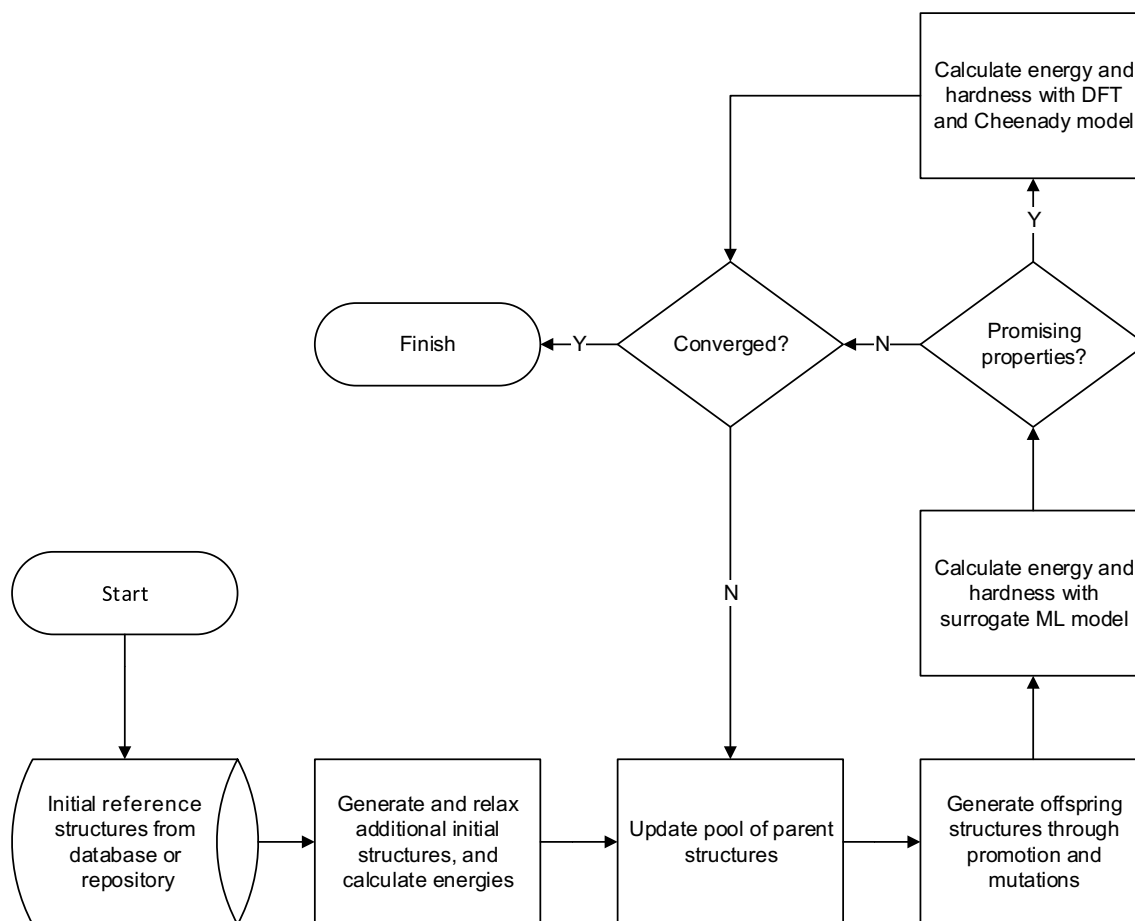 Calculate energy and
hardness with DFT
and Cheenady model
Y
Finish
Y
Converged?
N
Promising
properties?
N
Calculate energy and
hardness with
surrogate ML model
Start
Initial reference
structures from
database or
repository
Generate and relax
additional initial
structures, and
calculate energies
Update pool of parent
structures
Generate offspring
structures through
promotion and
mutations